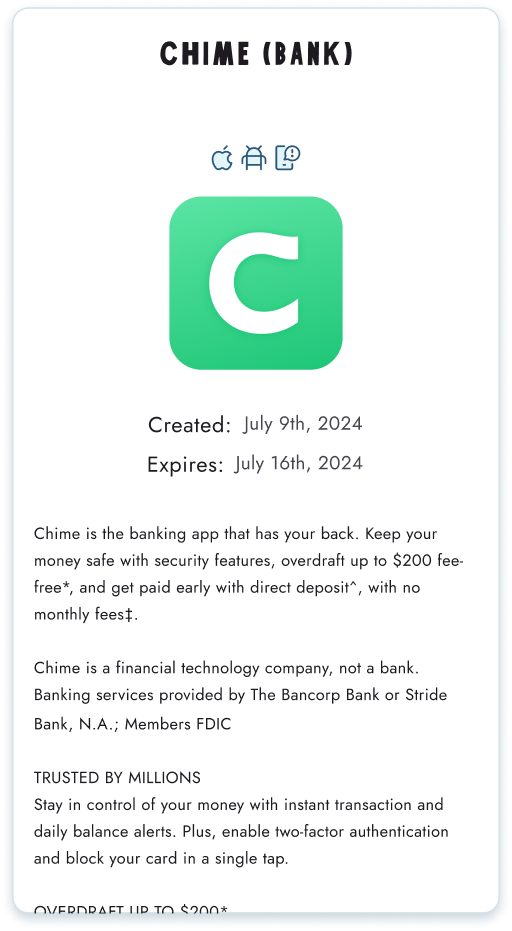 CHIME (BANK)
C
Created: July 9th, 2024
Expires: July 16th, 2024
Chime is the banking app that has your back. Keep your
money safe with security features, overdraft up to $200 fee-
free*, and get paid early with direct deposit^, with no
monthly fees‡.
Chime is a financial technology company, not a bank.
Banking services provided by The Bancorp Bank or Stride
Bank, N.A.; Members FDIC
TRUSTED BY MILLIONS
Stay in control of your money with instant transaction and
daily balance alerts. Plus, enable two-factor authentication
and block your card in a single tap.
OVERDRAFT UP TO $200*